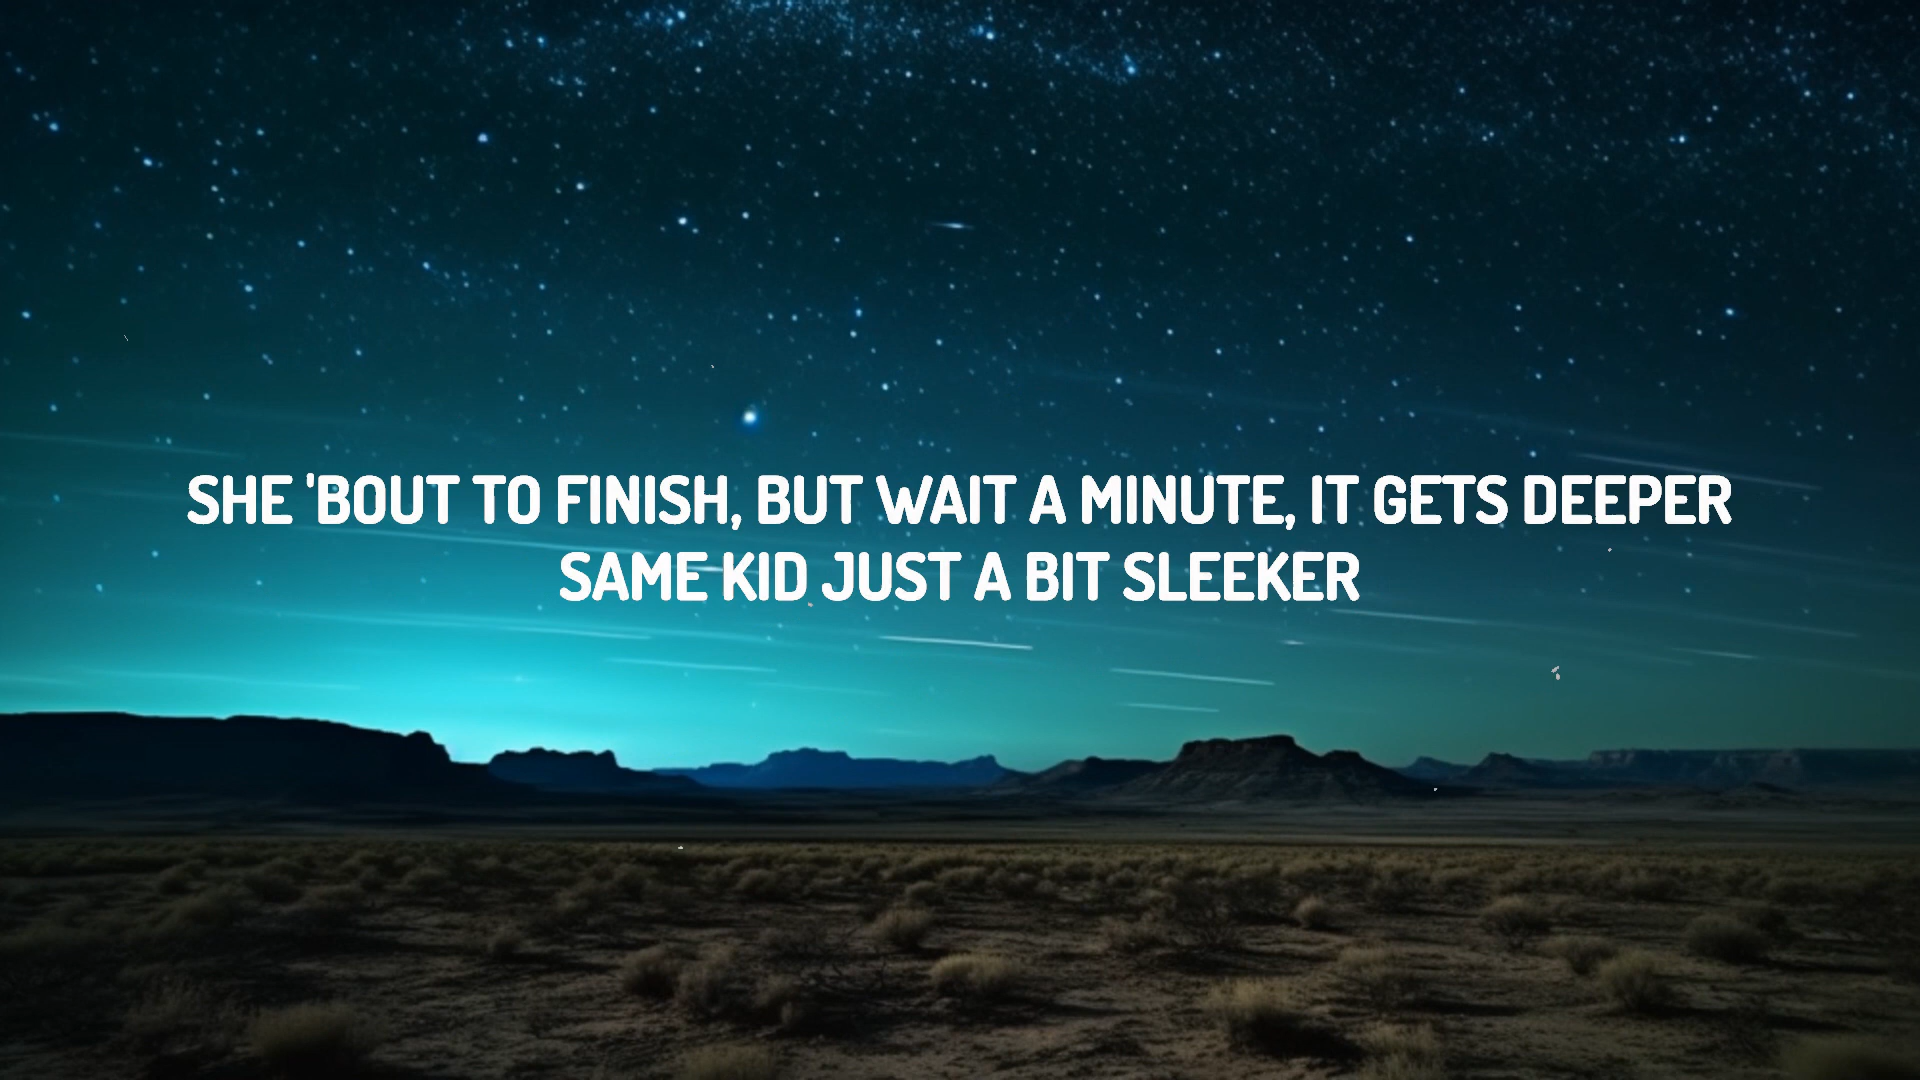 SHE 'BOUT TO FINISH, BUT WAIT A MINUTE, IT GETS DEEPER
SAME KID JUST A BIT SLEEKER